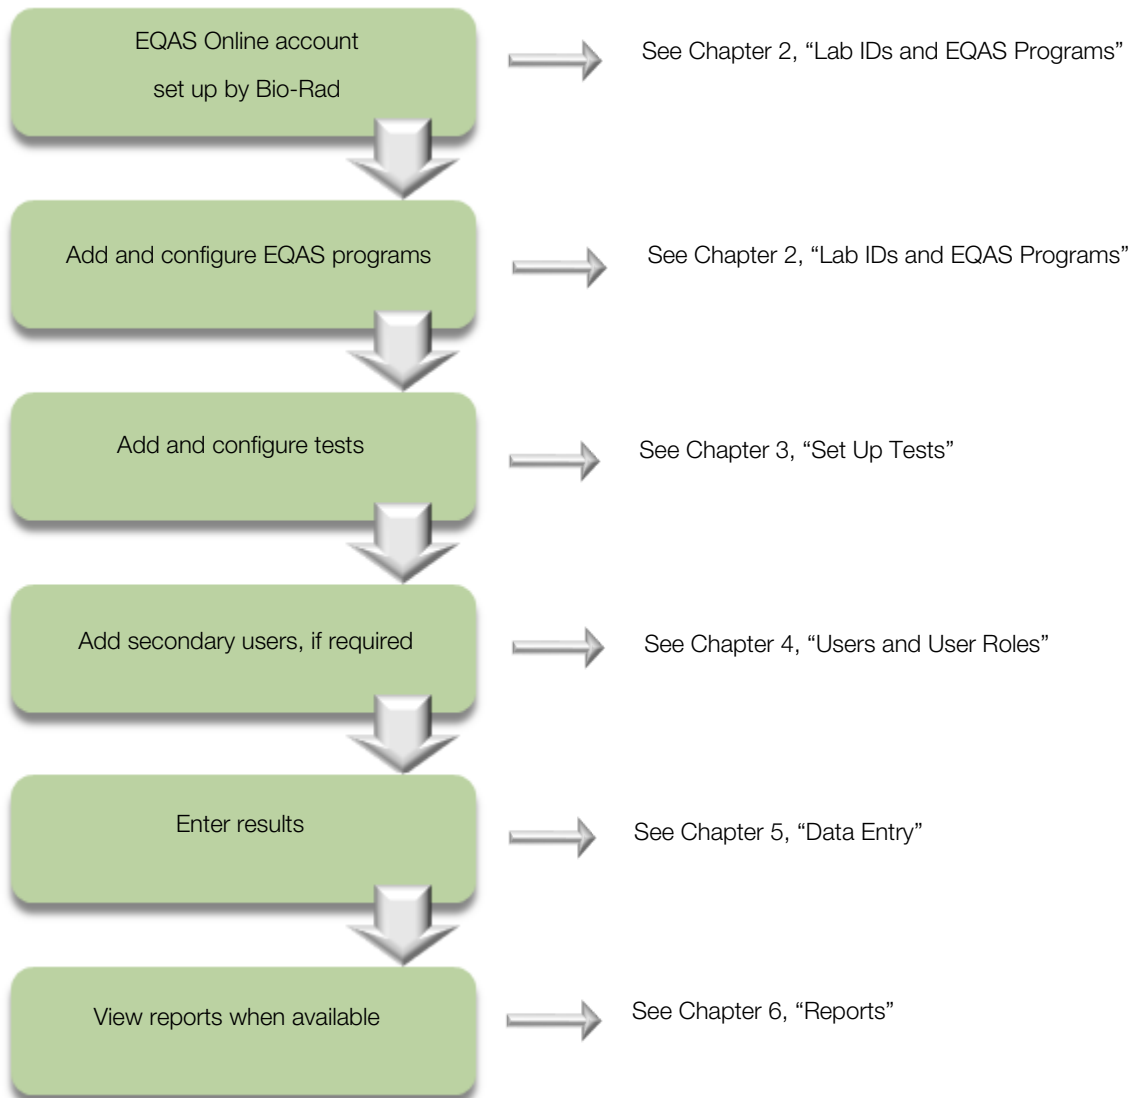 EQAS Online account
set up by Bio-Rad
See Chapter 2, “Lab IDs and EQAS Programs”
Add and configure EQAS programs
See Chapter 2, “Lab IDs and EQAS Programs”
Add and configure tests
See Chapter 3, “Set Up Tests”
Add secondary users, if required
See Chapter 4, “Users and User Roles”
Enter results
See Chapter 5, “Data Entry”
View reports when available
See Chapter 6, “Reports”